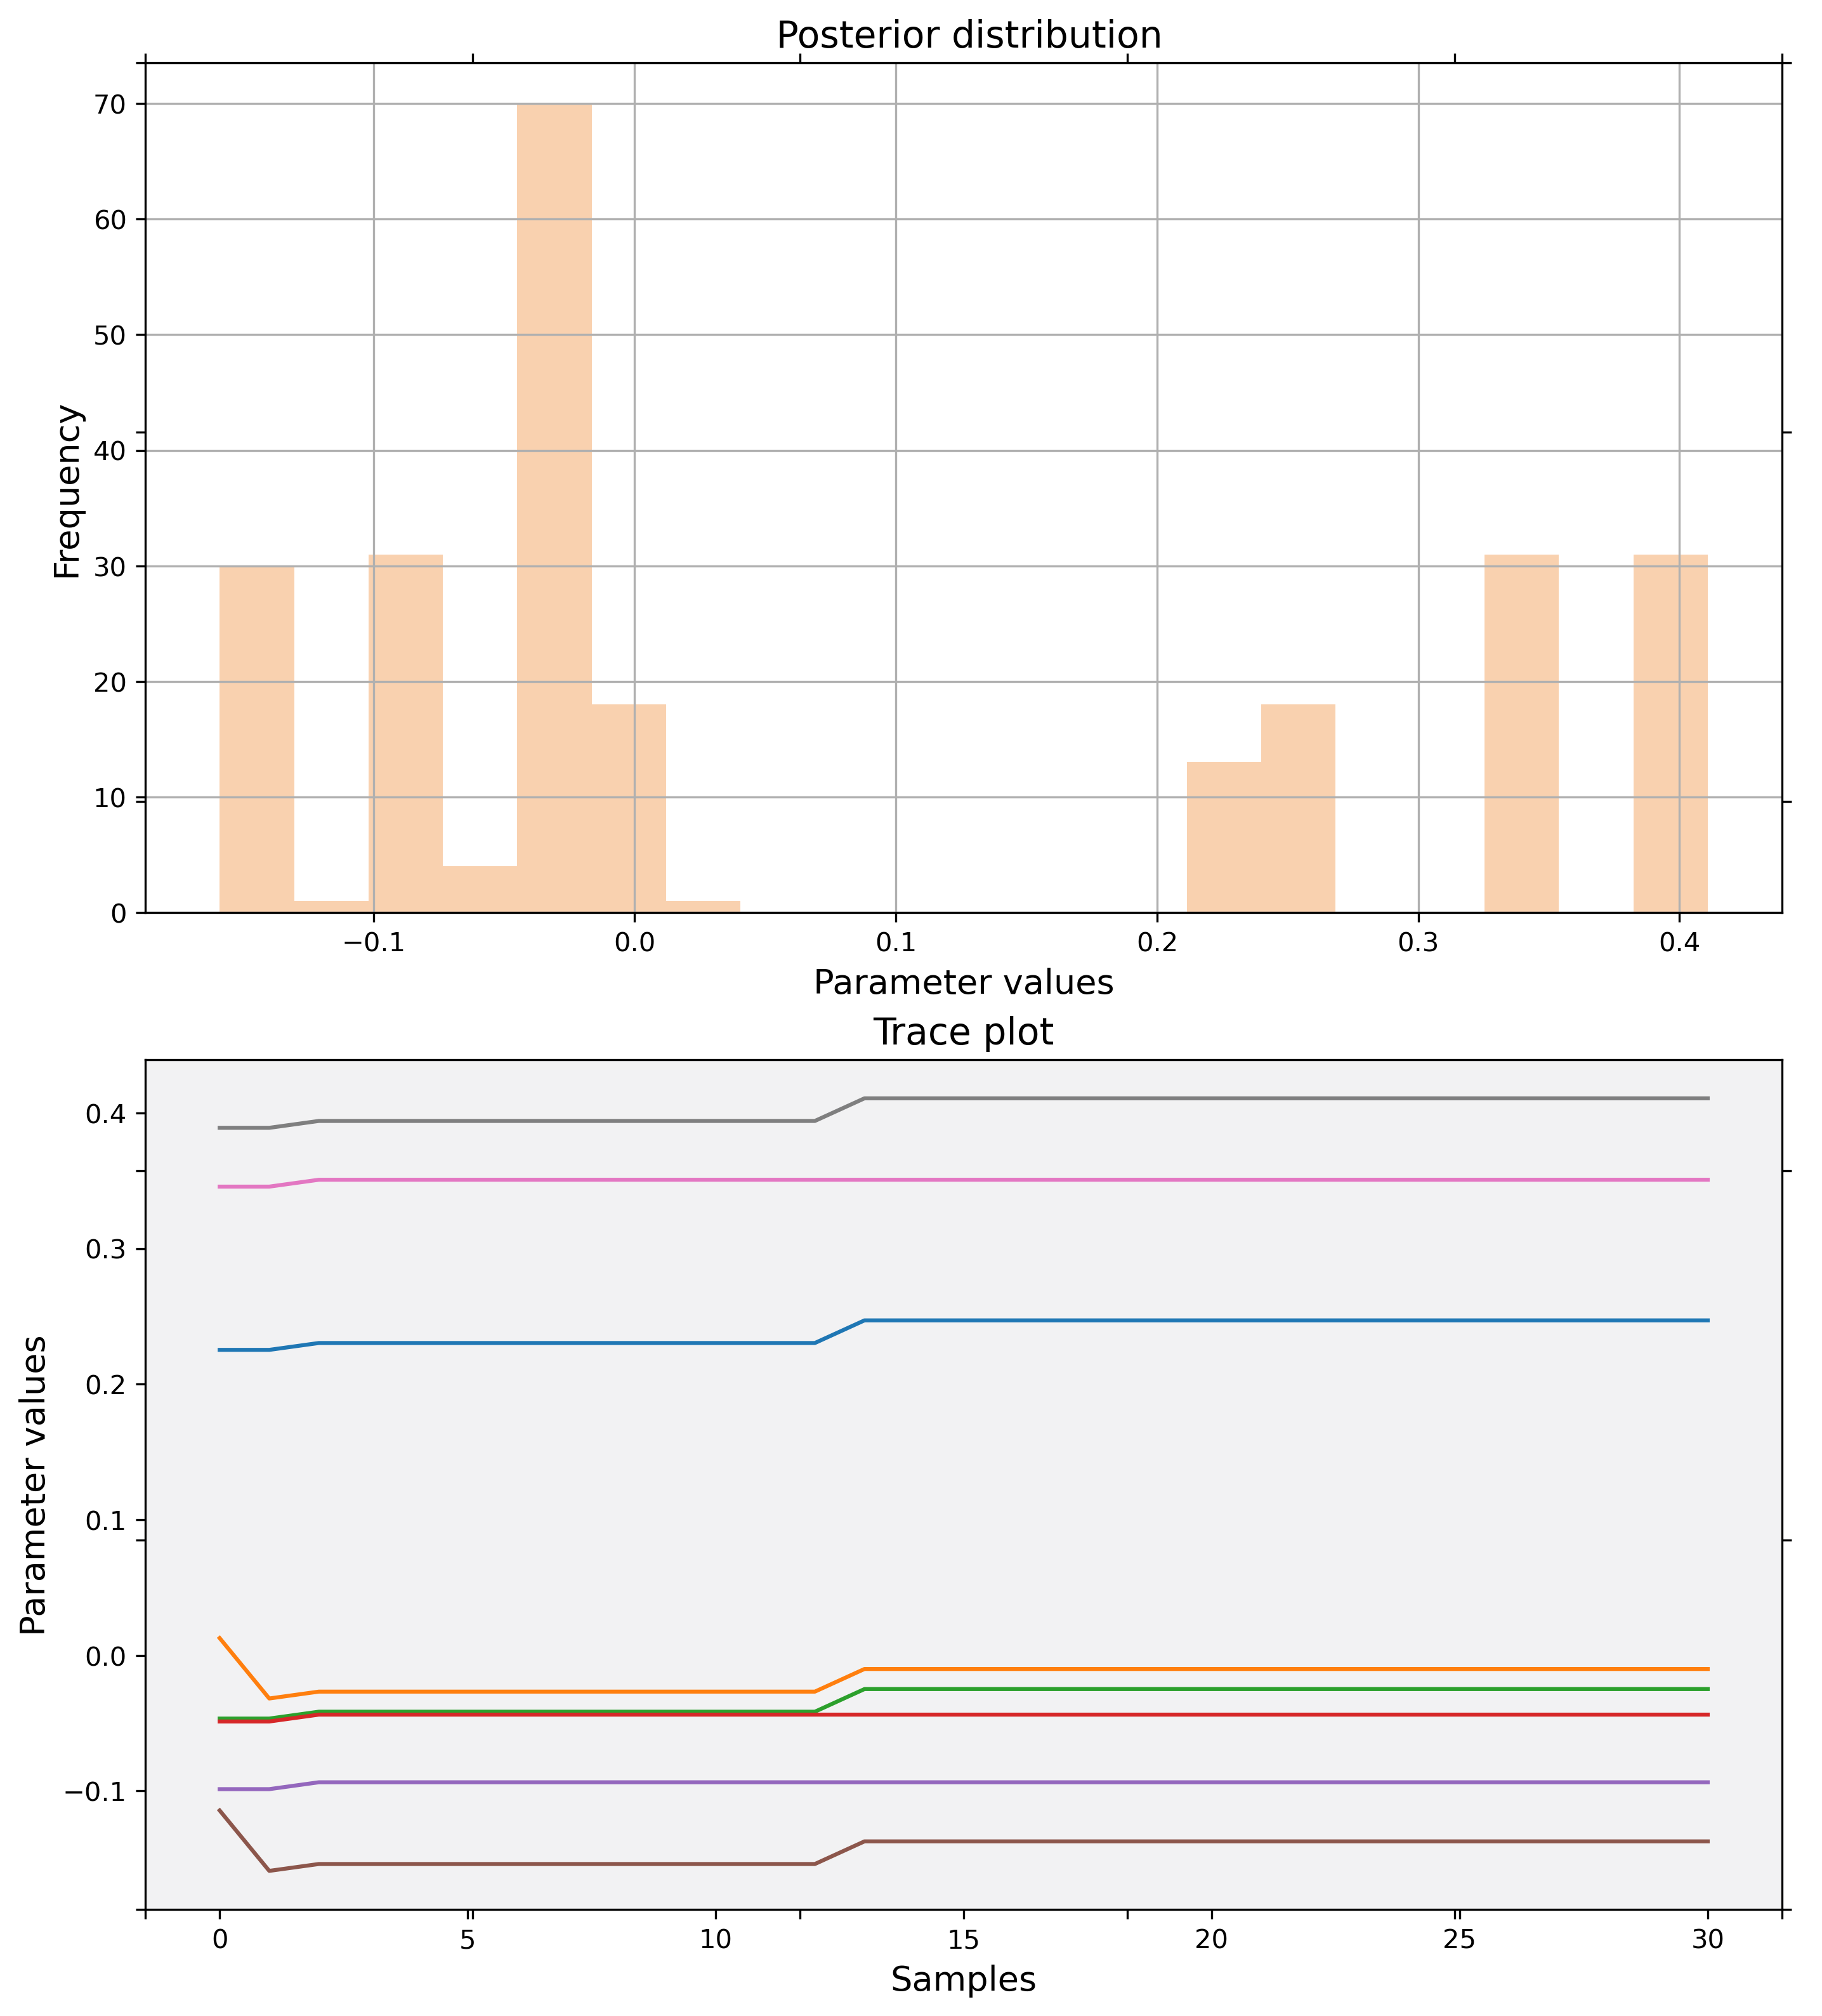 Posterior distribution
70
60
50
40
30
20
10
0
Frequency
−0.1 0.0 0.1 0.2 0.3 0.4
Parameter values
Trace plot
0.4
0.3
0.2
0.1
0.0
−0.1
Parameter values
0 5 10 15 20 25 30
Samples